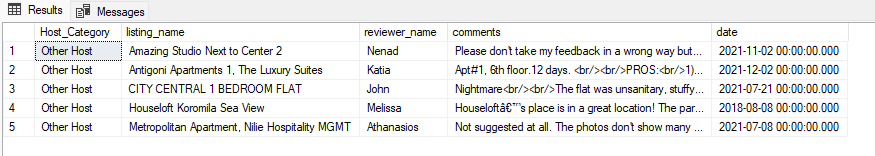 Results Messages
Host_Category listing_name reviewer_name comments date
1 Other Host Amazing Studio Next to Center 2 Nenad Please don't take my feedback in a wrong way but... 2021-11-02 00:00:00.000
2 Other Host Antigoni Apartments 1, The Luxury Suites Katia Apt#1, 6th floor.12 days. <br/><br/>PROS:<br/>1)... 2021-12-02 00:00:00.000
3 Other Host CITY CENTRAL 1 BEDROOM FLAT John Nightmare<br/><br/>The flat was unsanitary, stuffy... 2021-07-21 00:00:00.000
4 Other Host Houseloft Koromila Sea View Melissa Houseloftâ€™s place is in a great location! The par... 2018-08-08 00:00:00.000
5 Other Host Metropolitan Apartment, Nilie Hospitality MGMT Athanasios Not suggested at all. The photos don't show many ... 2021-07-08 00:00:00.000